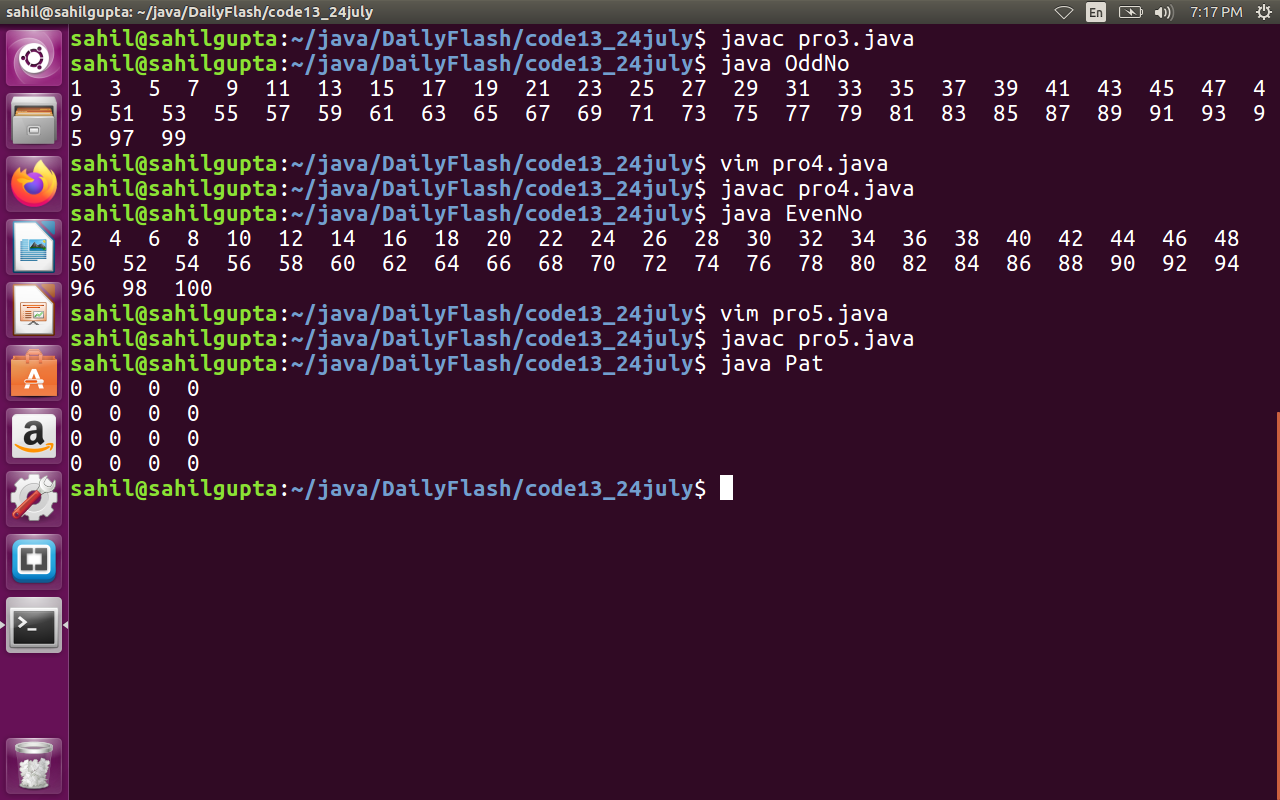 sahil@sahilgupta: ~/java/DailyFlash/code13_24july
En
7:17 PM
sahil@sahilgupta:~/java/DailyFlash/code13_24july$ javac pro3.java
sahil@sahilgupta:~/java/DailyFlash/code13_24july$ java OddNo
1  3  5  7  9  11  13  15  17  19  21  23  25  27  29  31  33  35  37  39  41  43  45  47  4
9  51  53  55  57  59  61  63  65  67  69  71  73  75  77  79  81  83  85  87  89  91  93  9
5  97  99
sahil@sahilgupta:~/java/DailyFlash/code13_24july$ vim pro4.java
sahil@sahilgupta:~/java/DailyFlash/code13_24july$ javac pro4.java
sahil@sahilgupta:~/java/DailyFlash/code13_24july$ java EvenNo
2  4  6  8  10  12  14  16  18  20  22  24  26  28  30  32  34  36  38  40  42  44  46  48
50  52  54  56  58  60  62  64  66  68  70  72  74  76  78  80  82  84  86  88  90  92  94
96  98  100
sahil@sahilgupta:~/java/DailyFlash/code13_24july$ vim pro5.java
sahil@sahilgupta:~/java/DailyFlash/code13_24july$ javac pro5.java
sahil@sahilgupta:~/java/DailyFlash/code13_24july$ java Pat
0  0  0  0
0  0  0  0
0  0  0  0
0  0  0  0
sahil@sahilgupta:~/java/DailyFlash/code13_24july$